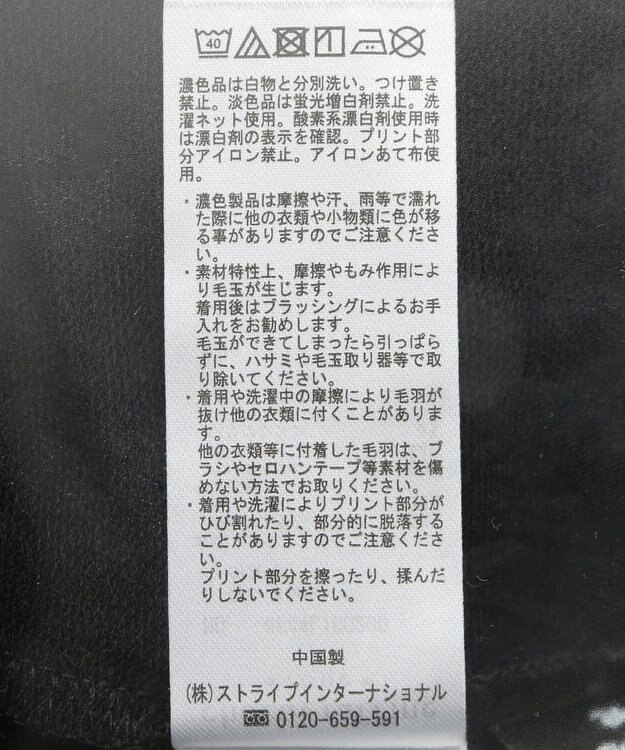 40
濃色品は白物と分別洗い。つけ置き
禁止。淡色品は蛍光増白剤禁止。洗
濯ネット使用。酸素系漂白剤使用時
は漂白剤の表示を確認。プリント部
分アイロン禁止。アイロンあて布使
用。
・濃色製品は摩擦や汗、雨等で濡れ
た際に他の衣類や小物類に色が移
る事がありますのでご注意くださ
い。
・素材特性上、摩擦やもみ作用によ
り毛玉が生じます。
着用後はブラッシングによるお手
入れをお勧めします。
毛玉ができてしまったら引っぱら
ずに、ハサミや毛玉取り器等で取
り除いてください。
・着用や洗濯中の摩擦により毛羽が
抜け他の衣類に付くことがありま
す。
他の衣類等に付着した毛羽は、ブ
ラシやセロハンテープ等素材を傷
めない方法でお取りください。
・着用や洗濯によりプリント部分が
ひび割れたり、部分的に脱落する
ことがありますのでご注意くださ
い。
プリント部分を擦ったり、揉んだ
りしないでください。
中国製
(株)ストライプインターナショナル
0120-659-591